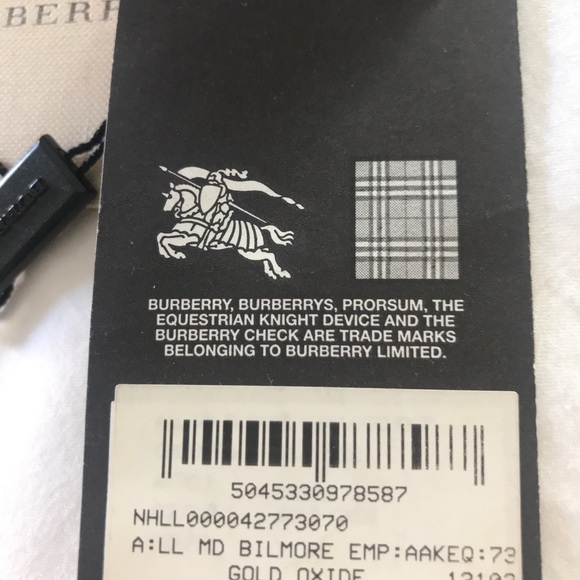 BERR
BURBERRY, BURBERRYS, PRORSUM, THE
EQUESTRIAN KNIGHT DEVICE AND THE
BURBERRY CHECK ARE TRADE MARKS
BELONGING TO BURBERRY LIMITED.
5045330978587
NHLL000042773070
A:LL MD BILMORE EMP:AAKEQ:73
GOLD OXIDE